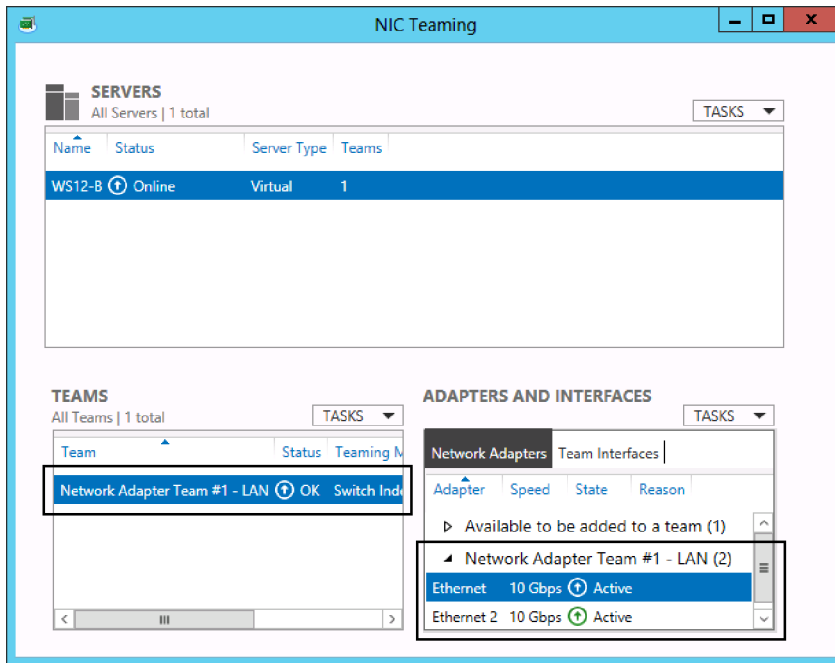 NIC Teaming
SERVERS
All Servers | 1 total
TASKS
Name Status Server Type Teams
WS12-B Online Virtual 1
TEAMS
All Teams | 1 total
TASKS
Team Status Teaming M
Network Adapter Team #1 - LAN OK Switch Inde
ADAPTERS AND INTERFACES
TASKS
Network Adapters Team Interfaces
Adapter Speed State Reason
Available to be added to a team (1)
Network Adapter Team #1 - LAN (2)
Ethernet 10 Gbps Active
Ethernet 2 10 Gbps Active